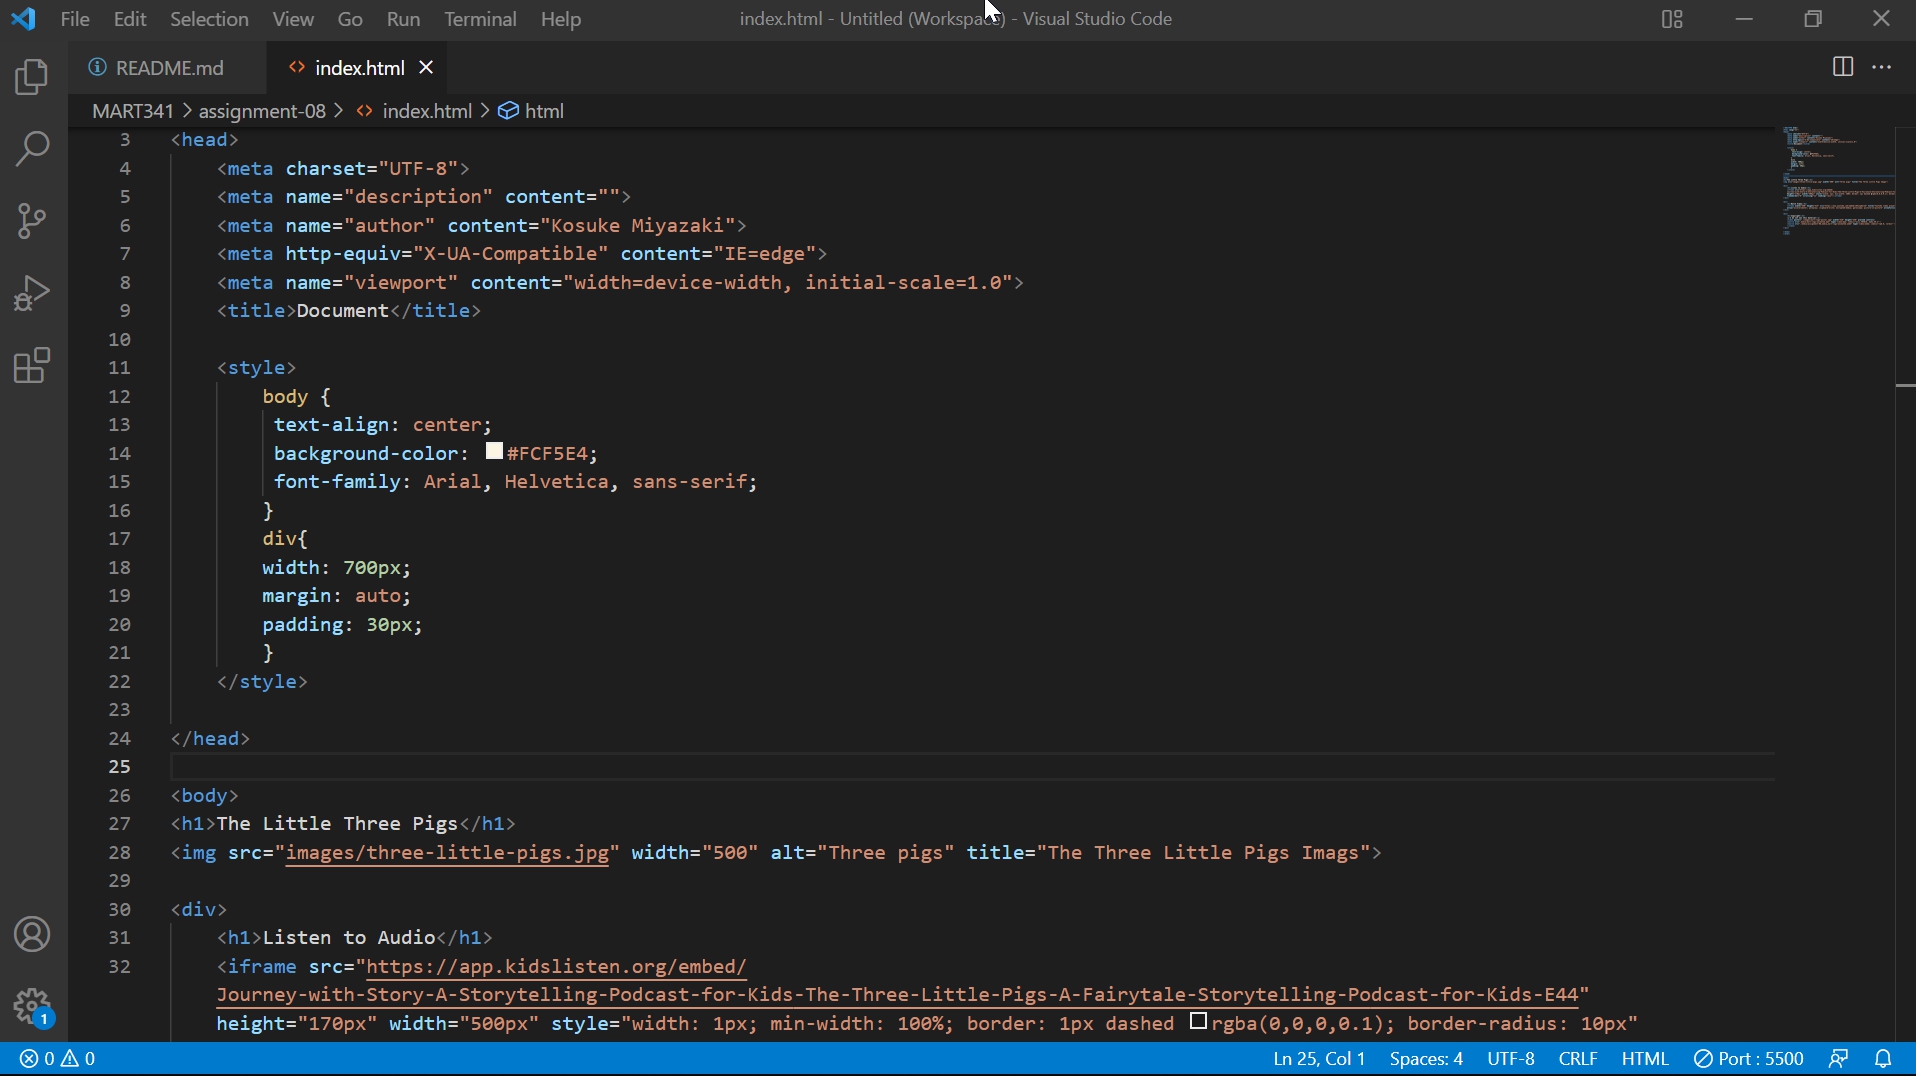 File Edit Selection View Go Run Terminal Help
index.html - Untitled (Workspace) - Visual Studio Code
README.md
index.html
MART341 > assignment-08 > index.html > html
3 <head>
4 <meta charset="UTF-8">
5 <meta name="description" content="">
6 <meta name="author" content="Kosuke Miyazaki">
7 <meta http-equiv="X-UA-Compatible" content="IE=edge">
8 <meta name="viewport" content="width=device-width, initial-scale=1.0">
9 <title>Document</title>
10
11 <style>
12 body {
13 text-align: center;
14 background-color: #FCF5E4;
15 font-family: Arial, Helvetica, sans-serif;
16 }
17 div{
18 width: 700px;
19 margin: auto;
20 padding: 30px;
21 }
22 </style>
23
24 </head>
25
26 <body>
27 <h1>The Little Three Pigs</h1>
28 <img src="images/three-little-pigs.jpg" width="500" alt="Three pigs" title="The Three Little Pigs Imags">
29
30 <div>
31 <h1>Listen to Audio</h1>
32 <iframe src="https://app.kidslisten.org/embed/
Journey-with-Story-A-Storytelling-Podcast-for-Kids-The-Three-Little-Pigs-A-Fairytale-Storytelling-Podcast-for-Kids-E44"
height="170px" width="500px" style="width: 1px; min-width: 100%; border: 1px dashed rgba(0,0,0,0.1); border-radius: 10px"
1
0 0
Ln 25, Col 1 Spaces: 4 UTF-8 CRLF HTML Port : 5500